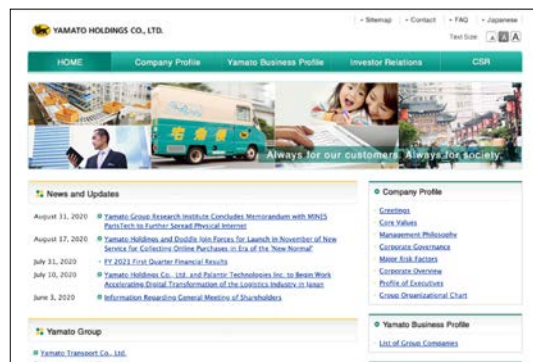 Sitemap Contact FAQ Japanese
YAMATO HOLDINGS CO., LTD.
Text Size A A A
HOME Company Profile Yamato Business Profile Investor Relations CSR
宅急便
Always for our customers. Always for society.
News and Updates
August 31, 2020 Yamato Group Research Institute Concludes Memorandum with MINES
ParisTech to Further Spread Physical Internet
August 17, 2020 Yamato Holdings and Doddle Join Forces for Launch in November of New
Service for Collecting Online Purchases in Era of the 'New Normal'
July 31, 2020 FY 2021 First Quarter Financial Results
July 10, 2020 Yamato Holdings Co., Ltd. and Palantir Technologies Inc. to Begin Work
Accelerating Digital Transformation of the Logistics Industry in Japan
June 3, 2020 Information Regarding General Meeting of Shareholders
Yamato Group
Yamato Transport Co., Ltd.
Company Profile
Greetings
Core Values
Management Philosophy
Corporate Governance
Major Risk Factors
Corporate Overview
Profile of Executives
Group Organizational Chart
Yamato Business Profile
List of Group Companies